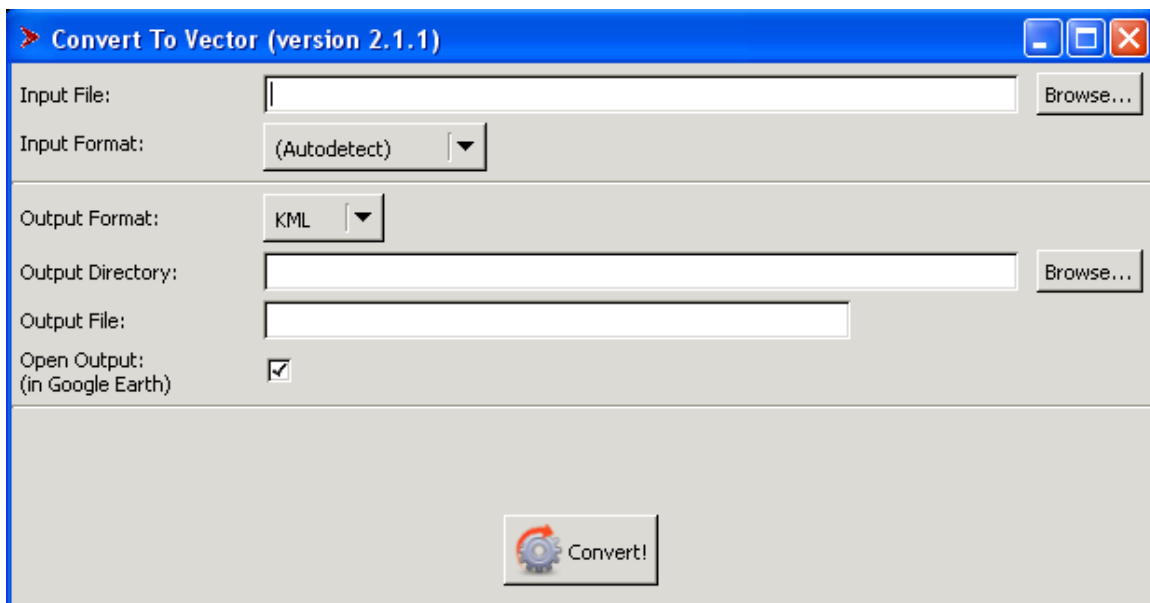 Convert To Vector (version 2.1.1)
Input File:
Browse...
Input Format:
(Autodetect)
Output Format:
KML
Output Directory:
Browse...
Output File:
Open Output:
(in Google Earth)
Convert!